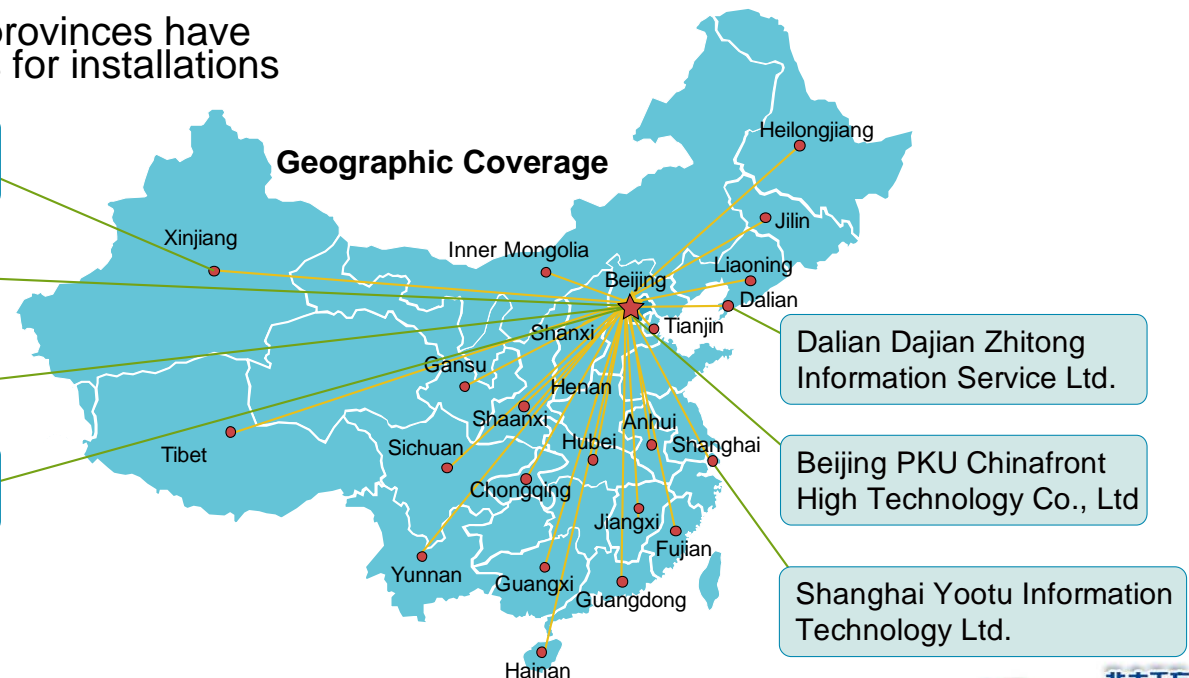 provinces have
for installations
Geographic Coverage
Heilongjiang
Jilin
Xinjiang
Inner Mongolia
Liaoning
Beijing
Dalian
Tianjin
Shanxi
Dalian Dajian Zhitong
Information Service Ltd.
Gansu
Henan
Shaanxi
Anhui
Sichuan
Hubei
Shanghai
Tibet
Beijing PKU Chinafront
High Technology Co., Ltd
Chongqing
Jiangxi
Fujian
Yunnan
Guangxi
Guangdong
Shanghai Yootu Information
Technology Ltd.
Hainan